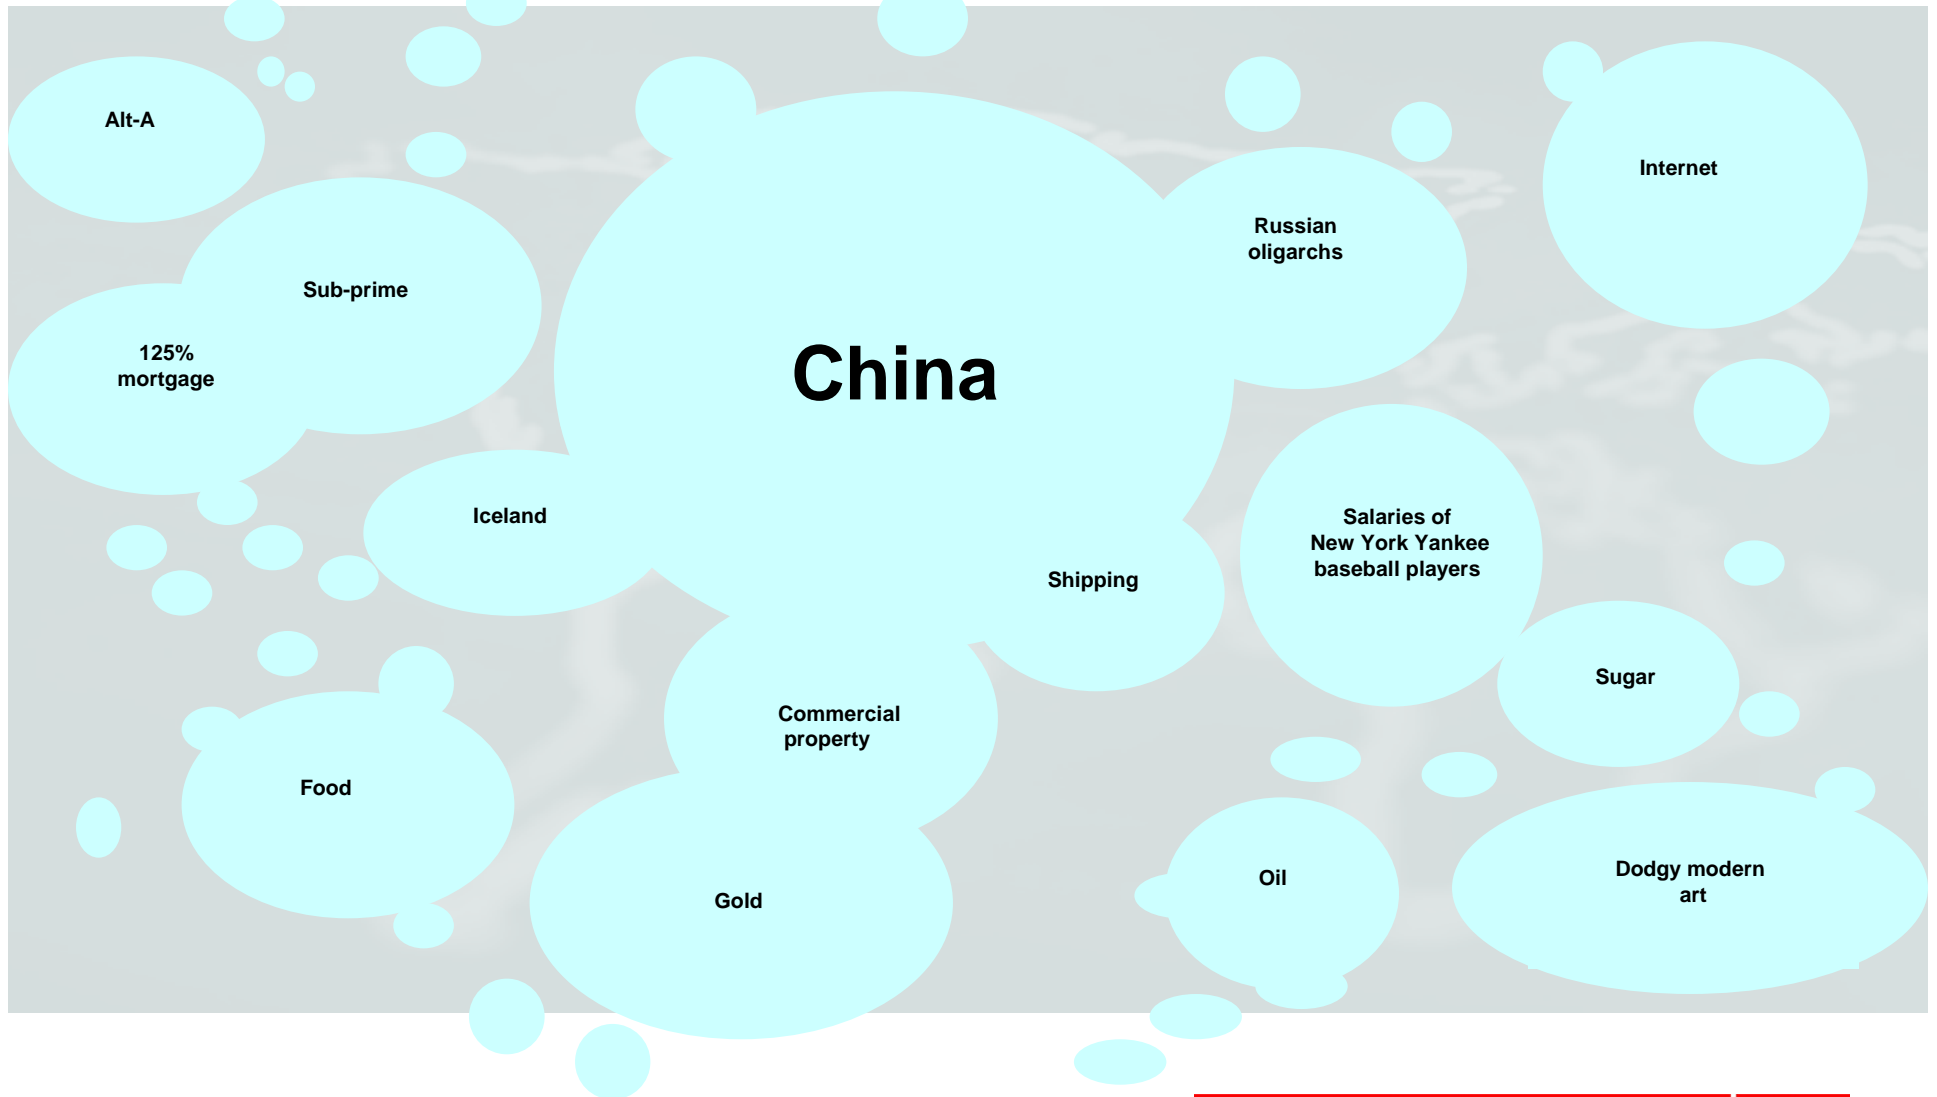 Alt-A
Internet
Russian
oligarchs
Sub-prime
125%
mortgage
China
Iceland
Salaries of
New York Yankee
baseball players
Shipping
Sugar
Commercial
property
Food
Gold
Oil
Dodgy modern
art